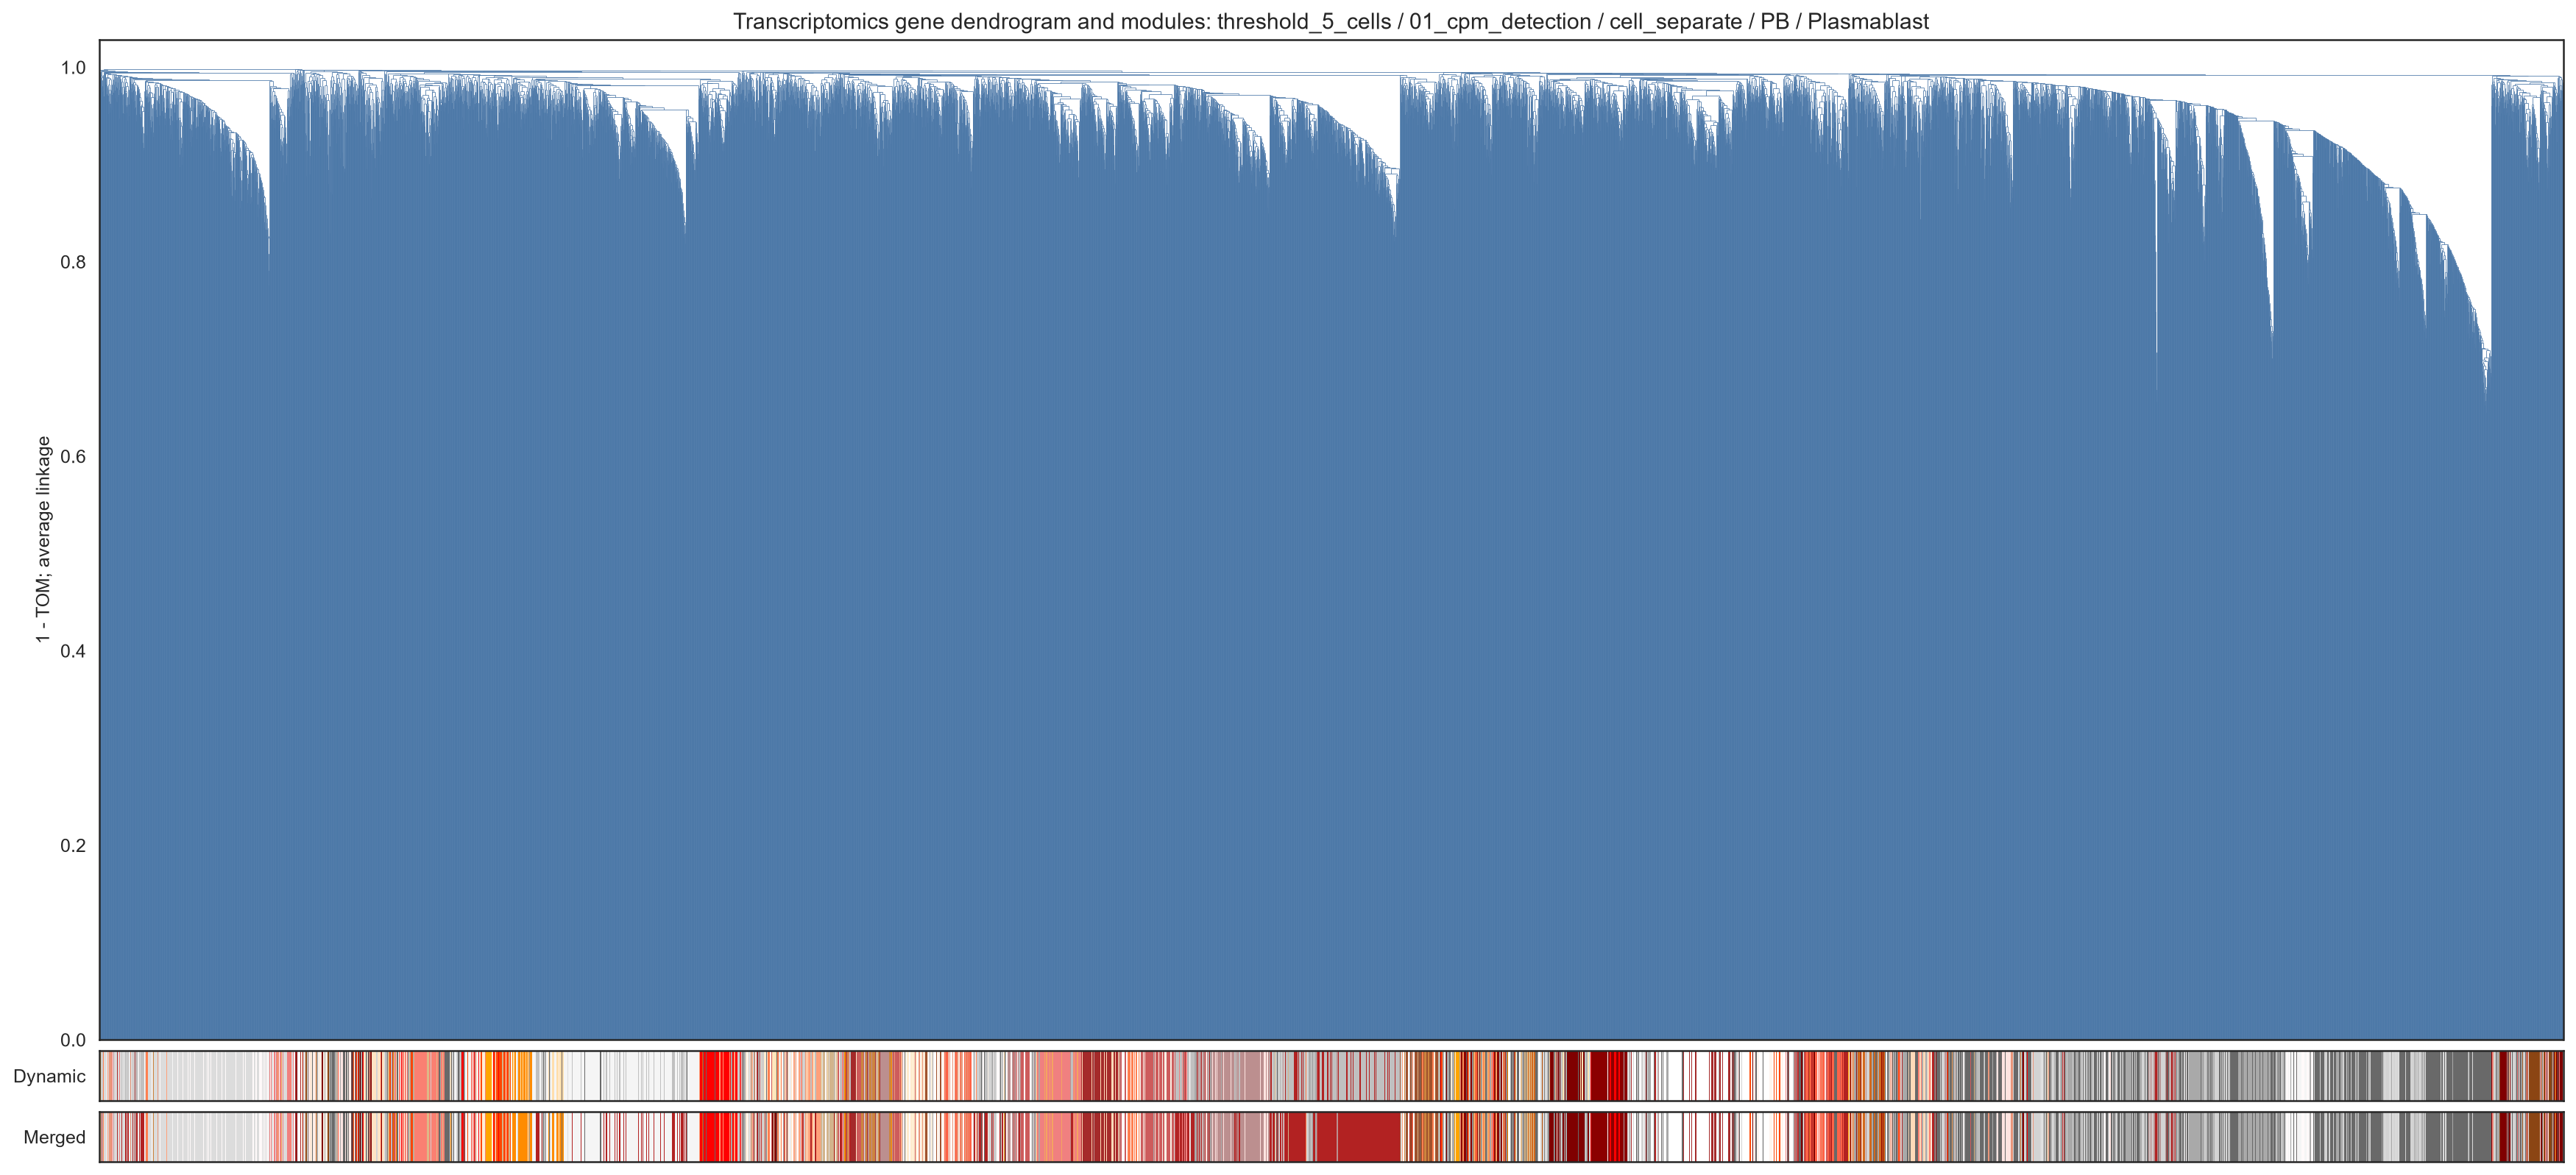 Transcriptomics gene dendrogram and modules: threshold_5_cells / 01_cpm_detection / cell_separate / PB / Plasmablast
1.0
0.8
0.6
0.4
0.2
0.0
1 - TOM; average linkage
Dynamic
Merged